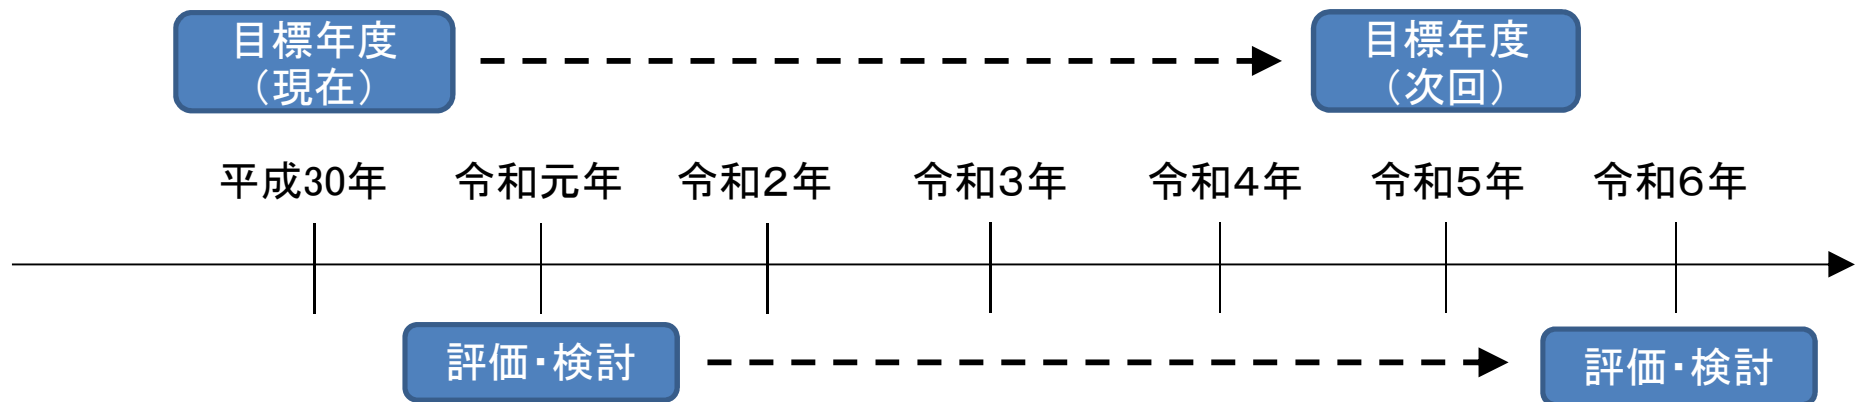 目標年度
（現在）
目標年度
（次回）
平成30年 令和元年 令和２年 令和３年 令和４年 令和５年 令和６年
評価・検討
評価・検討